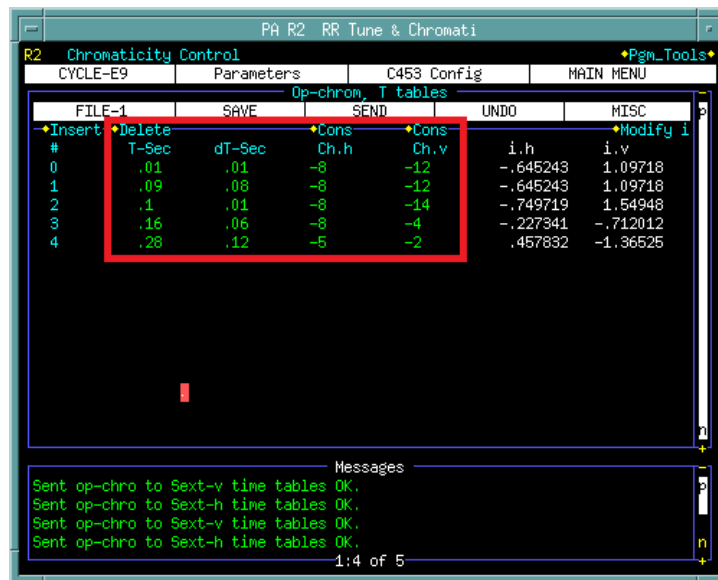 PA R2 RR Tune & Chromati
R2 Chromaticity Control ◆Pgm_Tools◆
CYCLE-E9 Parameters C453 Config MAIN MENU
Op-chrom, T tables
FILE-1 SAVE SEND UNDO MISC
◆Insert ◆Delete ◆Cons ◆Cons ◆Modify i
# T-Sec dT-Sec Ch.h Ch.v i.h i.v
0 .01 .01 -8 -12 -.645243 1.09718
1 .09 .08 -8 -12 -.645243 1.09718
2 .1 .01 -8 -14 -.749719 1.54948
3 .16 .06 -8 -4 -.227341 -.712012
4 .28 .12 -5 -2 .457832 -1.36525
Messages
Sent op-chro to Sext-v time tables OK.
Sent op-chro to Sext-h time tables OK.
Sent op-chro to Sext-v time tables OK.
Sent op-chro to Sext-h time tables OK.
1:4 of 5